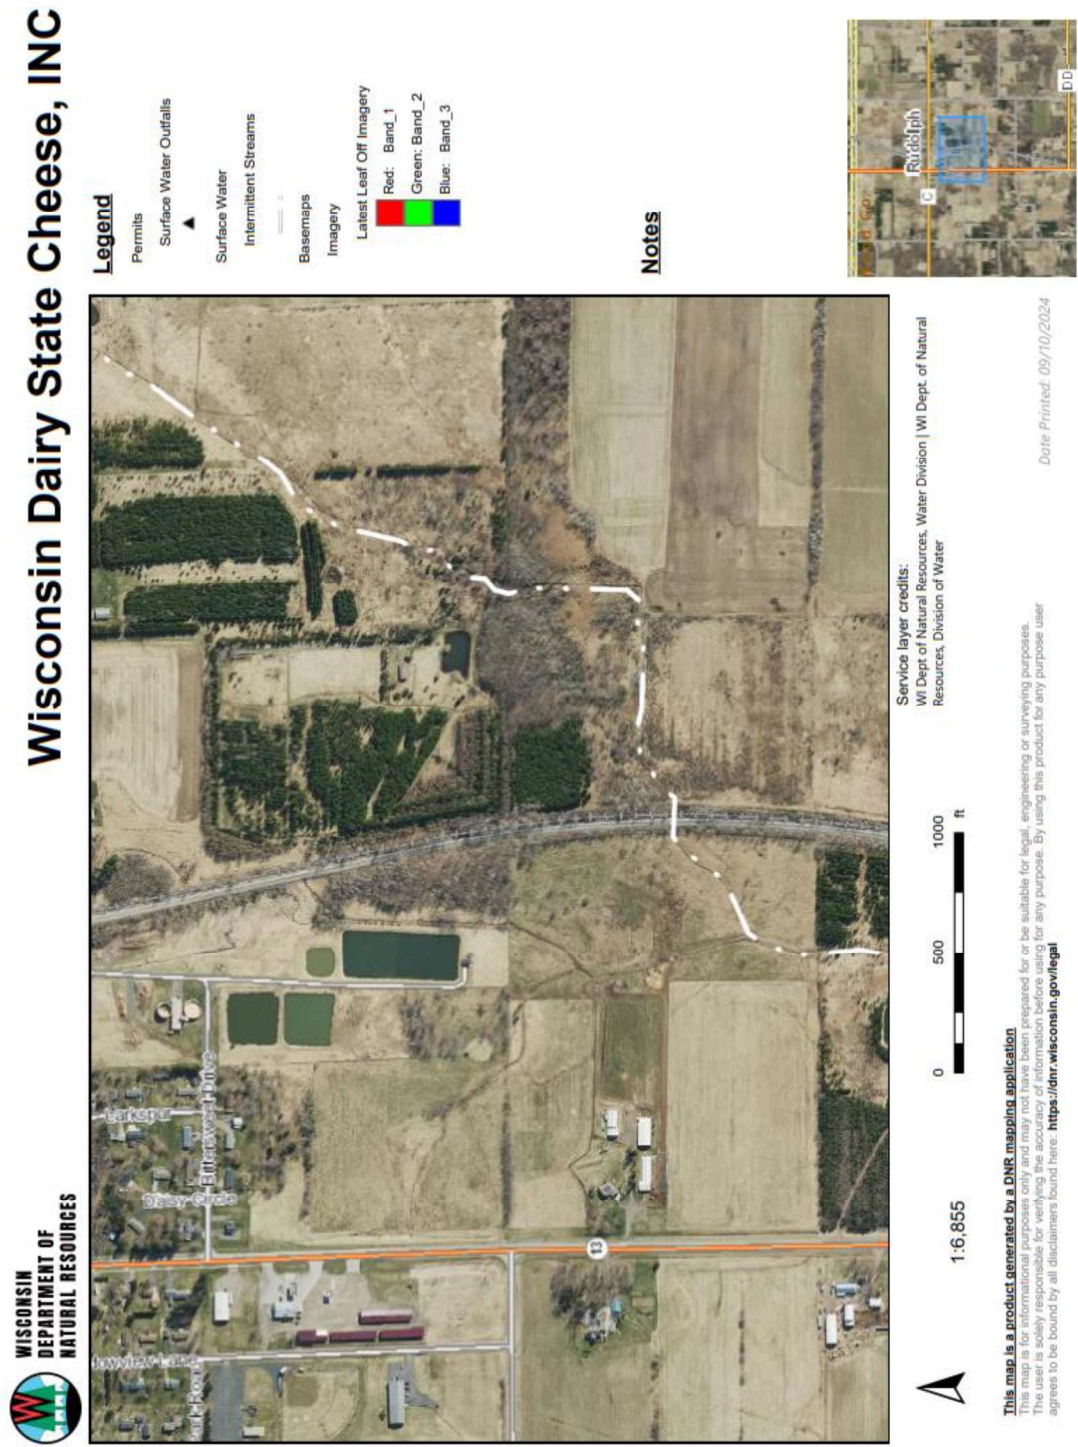 WISCONSIN
DEPARTMENT OF
NATURAL RESOURCES
Wisconsin Dairy State Cheese, INC
Larkspur
Bittersweet Drive
Daisy Circle
Park Road
13
Legend
Permits
Surface Water Outfalls
Surface Water
Intermittent Streams
Basemaps
Imagery
Latest Leaf Off Imagery
Red: Band_1
Green: Band_2
Blue: Band_3
Notes
Rudolph
C
DD
1:6,855
0 500 1000
ft
Service layer credits:
WI Dept of Natural Resources, Water Division | WI Dept. of Natural
Resources, Division of Water
This map is a product generated by a DNR mapping application
This map is for informational purposes only and may not have been prepared for or be suitable for legal, engineering or surveying purposes.
The user is solely responsible for verifying the accuracy of information before using for any purpose. By using this product for any purpose user
agrees to be bound by all disclaimers found here: https://dnr.wisconsin.gov/legal
Date Printed: 09/10/2024